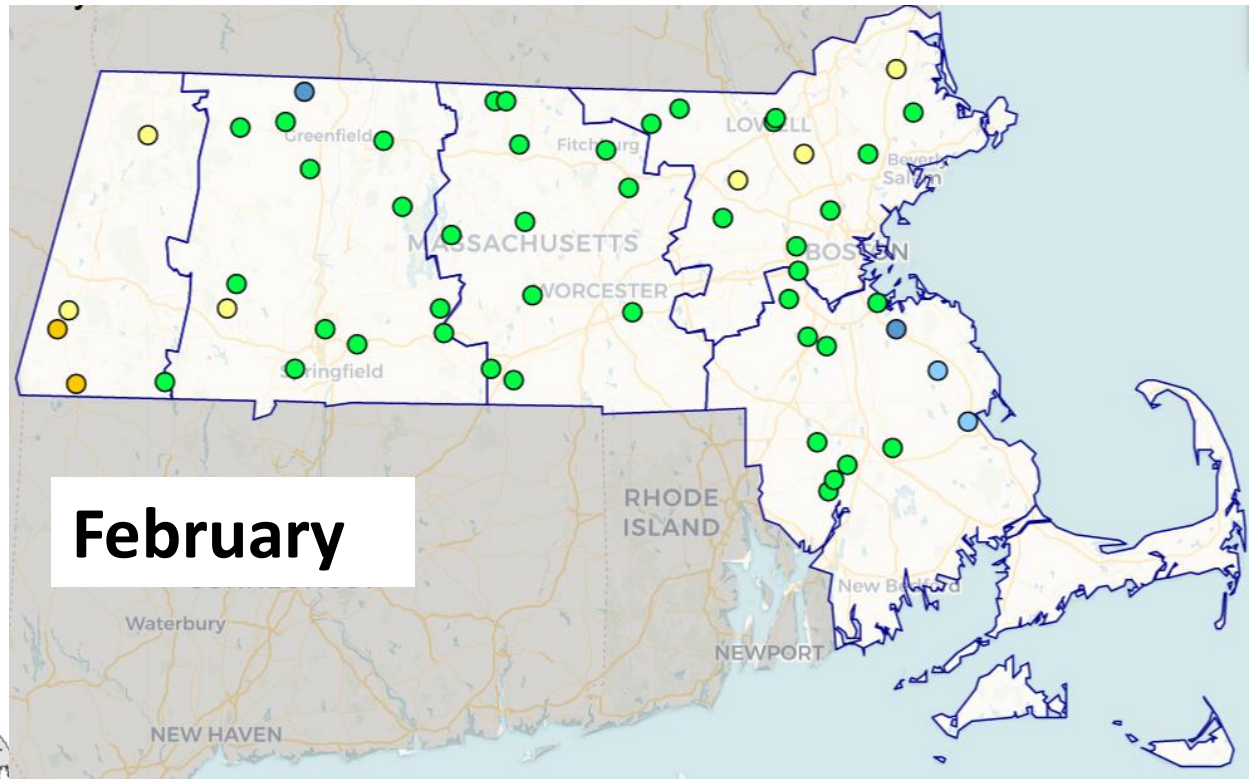 Greenfield
Fitchburg
LOWELL
Beverly
Salem
MASSACHUSETTS
BOSTON
WORCESTER
Springfield
RHODE
ISLAND
February
New Bedford
Waterbury
NEWPORT
NEW HAVEN